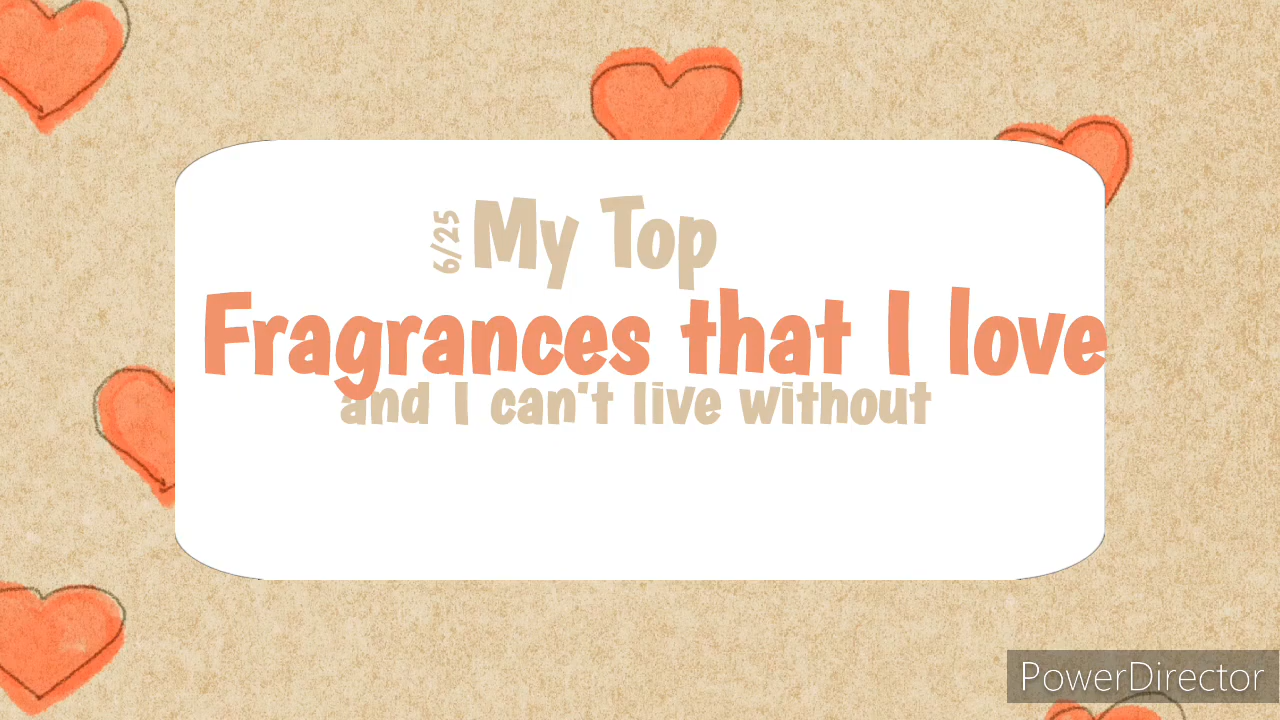 6/25
My Top
Fragrances that I love
and I can't live without
PowerDirector